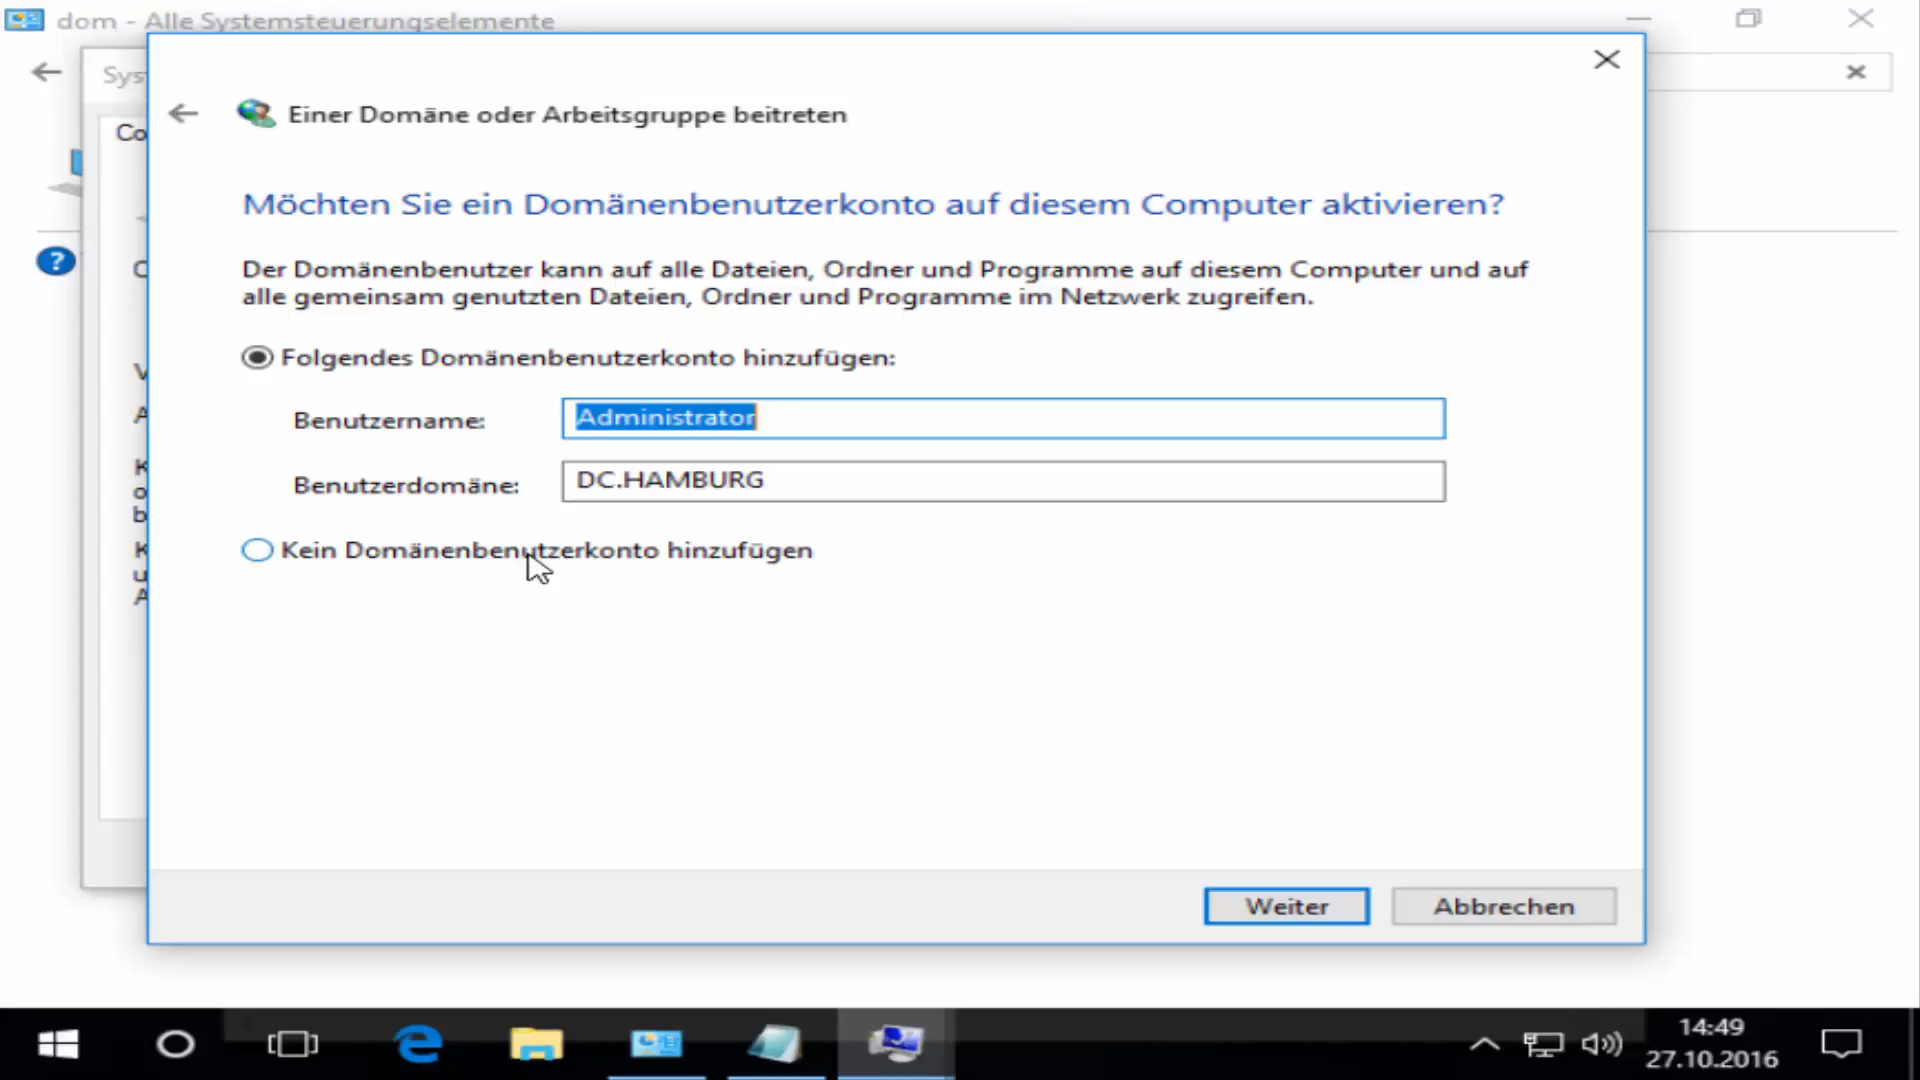 dom - Alle Systemsteuerungselemente
Sys
Co
Einer Domäne oder Arbeitsgruppe beitreten
Möchten Sie ein Domänenbenutzerkonto auf diesem Computer aktivieren?
Der Domänenbenutzer kann auf alle Dateien, Ordner und Programme auf diesem Computer und auf
alle gemeinsam genutzten Dateien, Ordner und Programme im Netzwerk zugreifen.
Folgendes Domänenbenutzerkonto hinzufügen:
Benutzername: Administrator
Benutzerdomäne: DC.HAMBURG
Kein Domänenbenutzerkonto hinzufügen
Weiter Abbrechen
14:49
27.10.2016